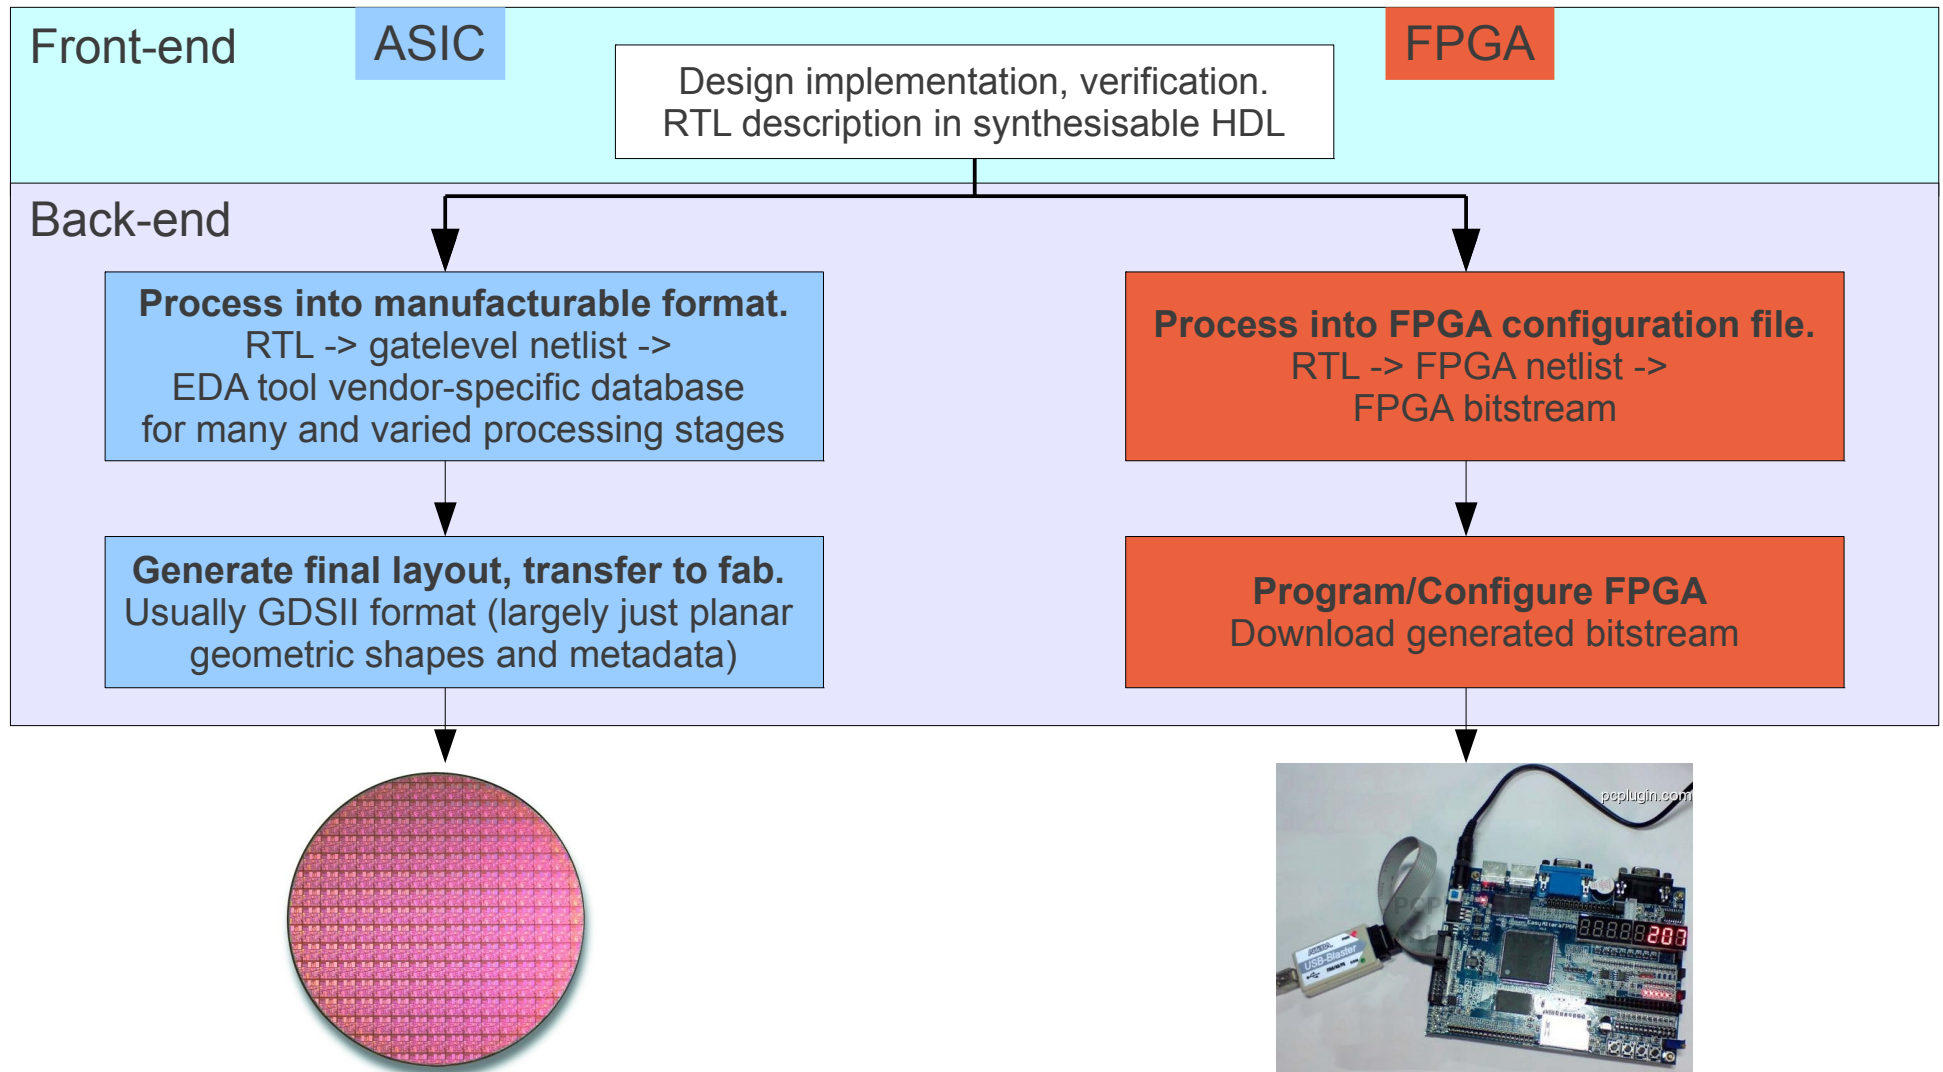 Front-end
ASIC
FPGA
Design implementation, verification.
RTL description in synthesisable HDL
Back-end
Process into manufacturable format.
RTL -> gatelevel netlist ->
EDA tool vendor-specific database
for many and varied processing stages
Process into FPGA configuration file.
RTL -> FPGA netlist ->
FPGA bitstream
Generate final layout, transfer to fab.
Usually GDSII format (largely just planar
geometric shapes and metadata)
Program/Configure FPGA
Download generated bitstream
pcplugin.com
EasyAlteraFPGA
207
ALTERA
USB-Blaster